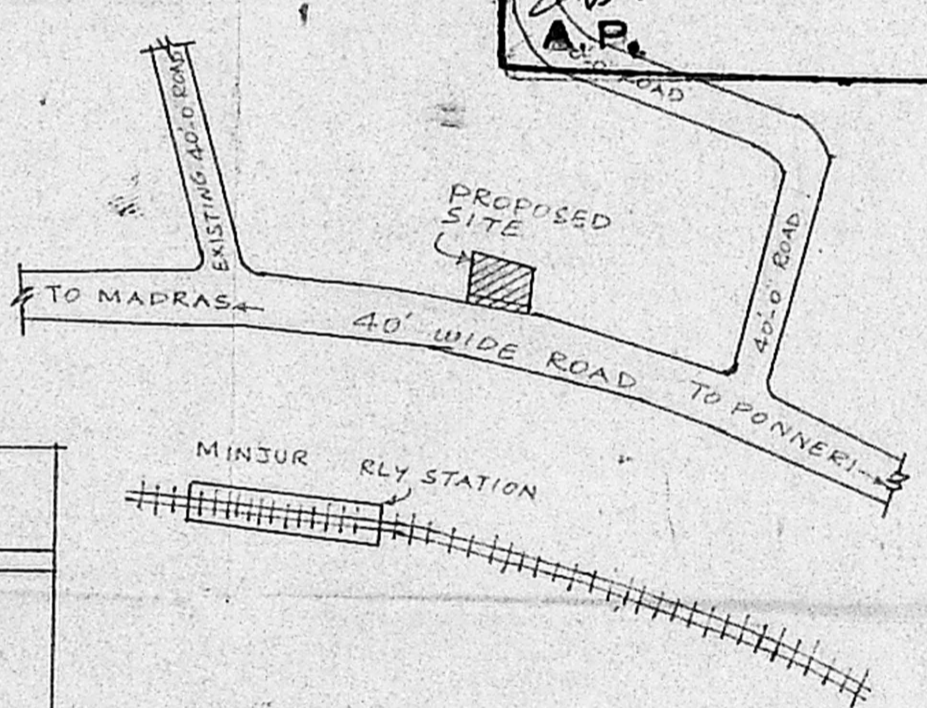 A. P.
ROAD
EXISTING 40'-0" ROAD
PROPOSED
SITE
40'-0" ROAD
TO MADRAS
40' WIDE ROAD TO PONNERI
MINJUR RLY STATION